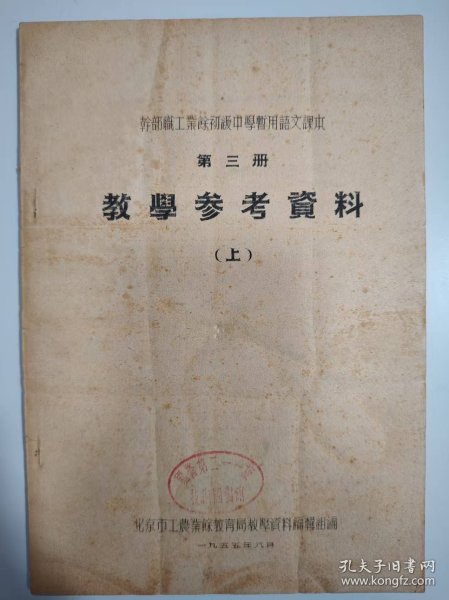 幹部職工業餘初級中學暫用語文課本
第三册
教學參考資料
（上）
北京市工農業餘教育局教學資料編輯組編
一九五五年八月
孔夫子旧书网
book.kongfz.com